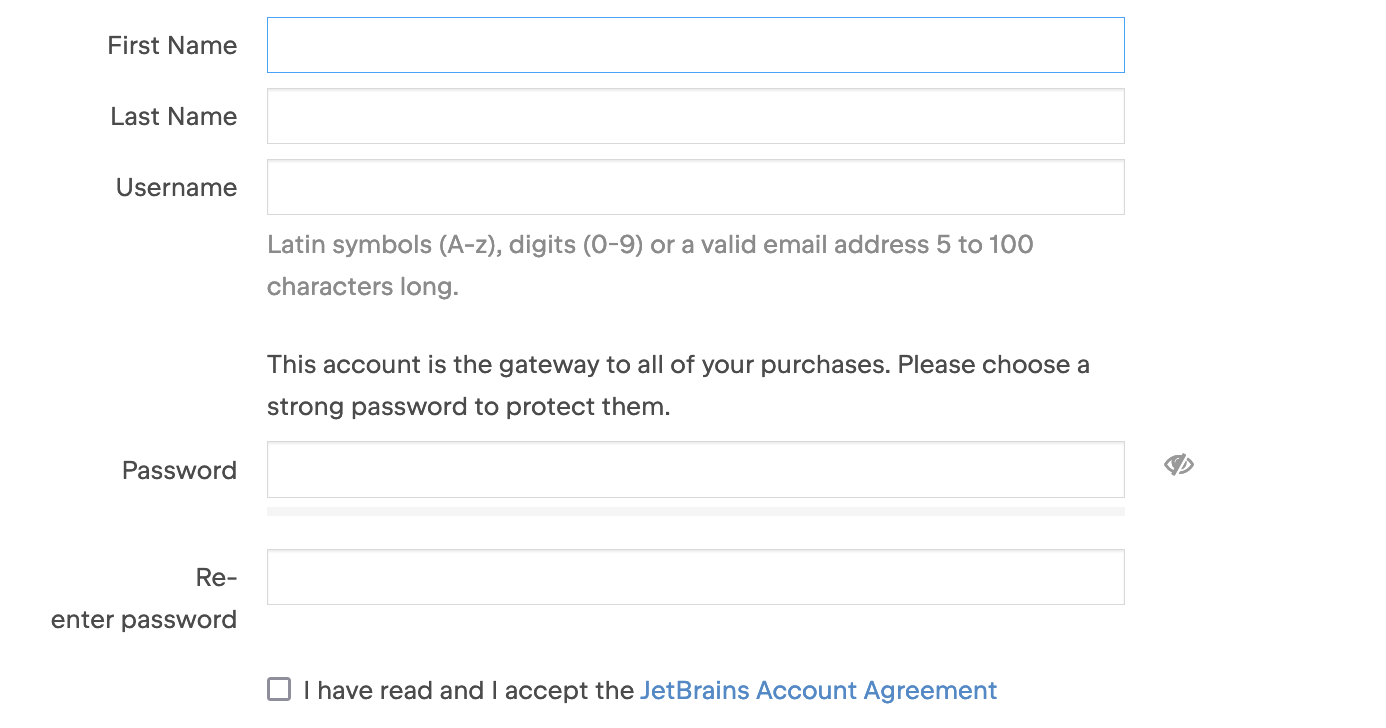 First Name
Last Name
Username
Latin symbols (A-z), digits (0-9) or a valid email address 5 to 100
characters long.
This account is the gateway to all of your purchases. Please choose a
strong password to protect them.
Password
Re-
enter password
I have read and I accept the JetBrains Account Agreement